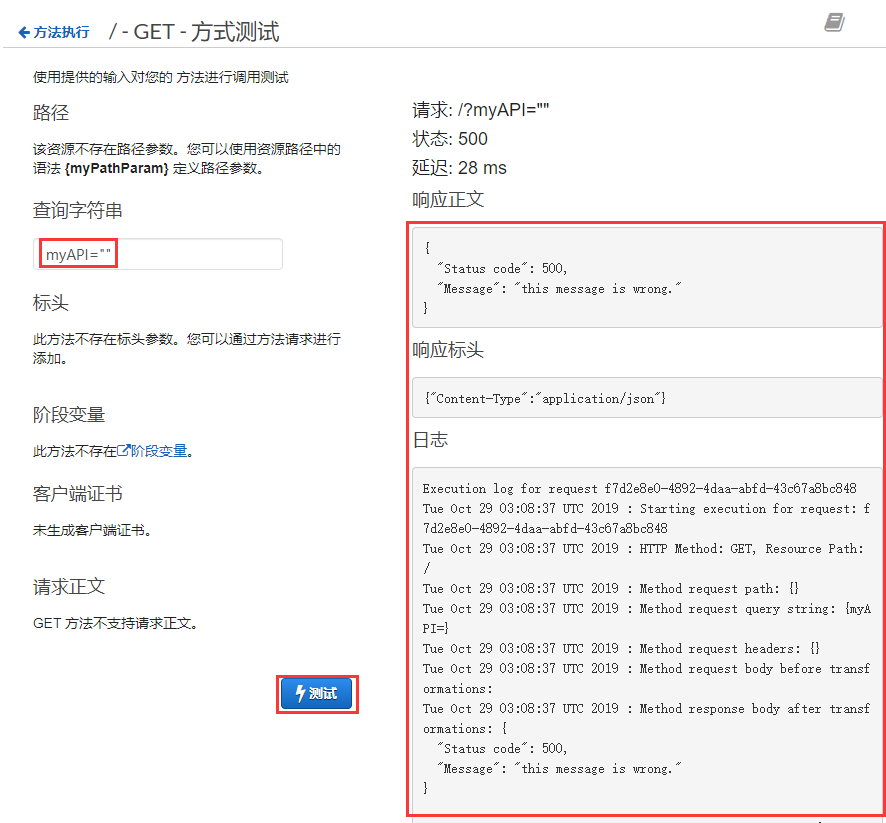 方法执行 / - GET - 方式测试
使用提供的输入对您的 方法进行调用测试
路径
该资源不存在路径参数。您可以使用资源路径中的
语法 {myPathParam} 定义路径参数。
查询字符串
myAPI=""
标头
此方法不存在标头参数。您可以通过方法请求进行
添加。
阶段变量
此方法不存在阶段变量。
客户端证书
未生成客户端证书。
请求正文
GET 方法不支持请求正文。
测试
请求: /?myAPI=""
状态: 500
延迟: 28 ms
响应正文
{
"Status code": 500,
"Message": "this message is wrong."
}
响应标头
{"Content-Type":"application/json"}
日志
Execution log for request f7d2e8e0-4892-4daa-abfd-43c67a8bc848
Tue Oct 29 03:08:37 UTC 2019 : Starting execution for request: f
7d2e8e0-4892-4daa-abfd-43c67a8bc848
Tue Oct 29 03:08:37 UTC 2019 : HTTP Method: GET, Resource Path:
/
Tue Oct 29 03:08:37 UTC 2019 : Method request path: {}
Tue Oct 29 03:08:37 UTC 2019 : Method request query string: {myA
PI=}
Tue Oct 29 03:08:37 UTC 2019 : Method request headers: {}
Tue Oct 29 03:08:37 UTC 2019 : Method request body before transf
ormations:
Tue Oct 29 03:08:37 UTC 2019 : Method response body after transf
ormations: {
"Status code": 500,
"Message": "this message is wrong."
}